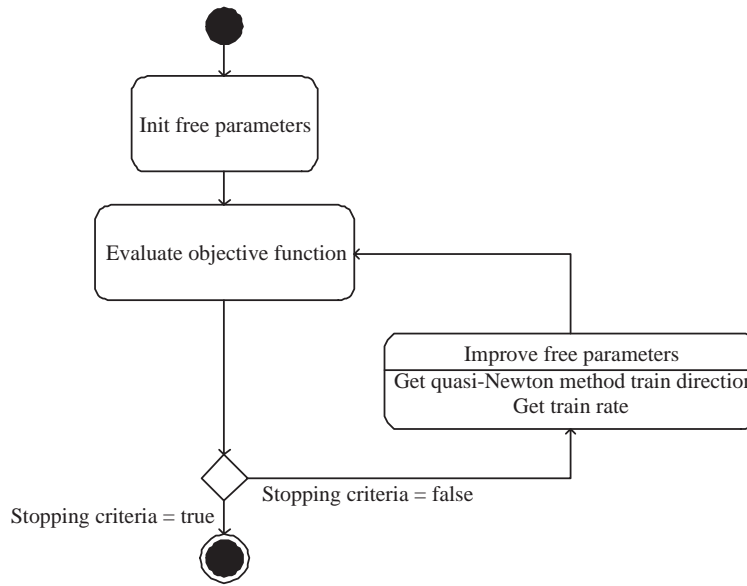 Init free parameters
Evaluate objective function
Improve free parameters
Get quasi-Newton method train direction
Get train rate
Stopping criteria = false
Stopping criteria = true